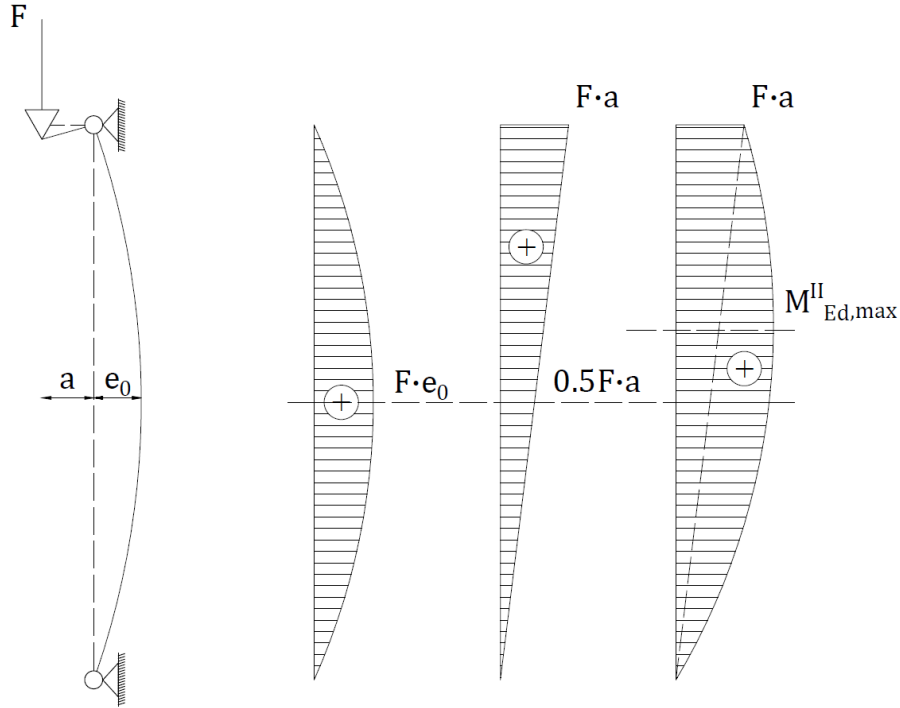 F
F·a
F·a
M^II_Ed,max
a
e₀
F·e₀
0.5F·a
+
+
+